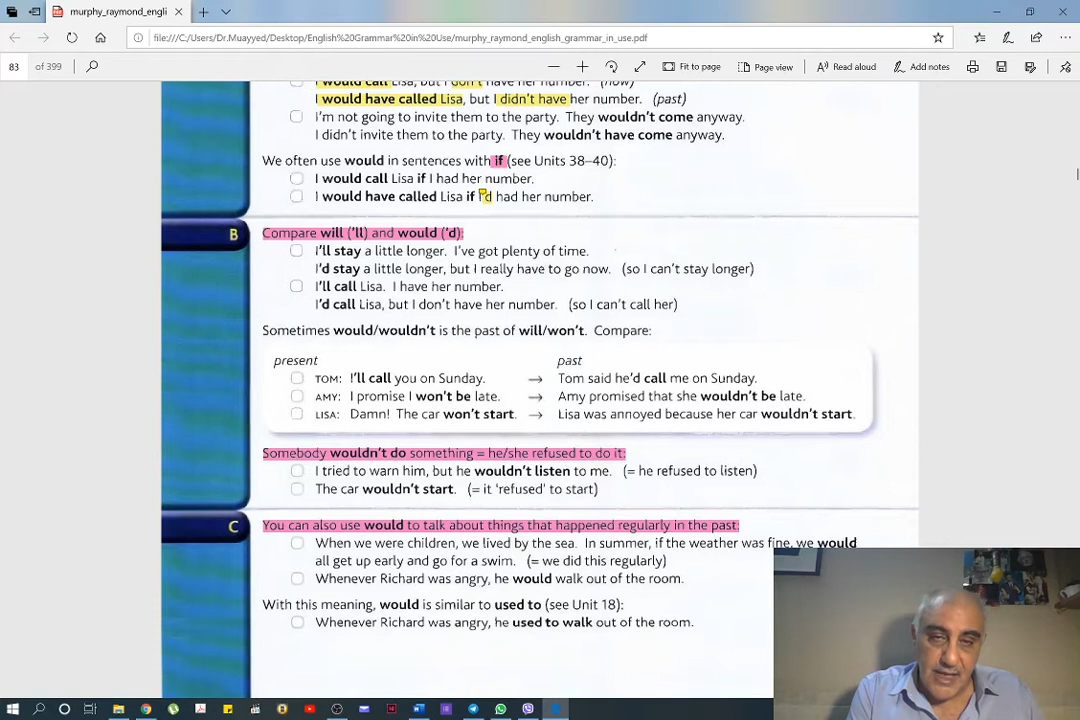 murphy_raymond_engli
file:///C:/Users/Dr.Muayyed/Desktop/English%20Grammar%20in%20Use/murphy_raymond_english_grammar_in_use.pdf
83 of 399
Fit to page
Page view
Read aloud
Add notes
I would call Lisa, but I don't have her number. (now)
I would have called Lisa, but I didn't have her number. (past)
I'm not going to invite them to the party. They wouldn't come anyway.
I didn't invite them to the party. They wouldn't have come anyway.
We often use would in sentences with if (see Units 38–40):
I would call Lisa if I had her number.
I would have called Lisa if I'd had her number.
B
Compare will ('ll) and would ('d):
I'll stay a little longer. I've got plenty of time.
I'd stay a little longer, but I really have to go now. (so I can't stay longer)
I'll call Lisa. I have her number.
I'd call Lisa, but I don't have her number. (so I can't call her)
Sometimes would/wouldn't is the past of will/won't. Compare:
present past
TOM: I'll call you on Sunday. → Tom said he'd call me on Sunday.
AMY: I promise I won't be late. → Amy promised that she wouldn't be late.
LISA: Damn! The car won't start. → Lisa was annoyed because her car wouldn't start.
Somebody wouldn't do something = he/she refused to do it:
I tried to warn him, but he wouldn't listen to me. (= he refused to listen)
The car wouldn't start. (= it 'refused' to start)
C
You can also use would to talk about things that happened regularly in the past:
When we were children, we lived by the sea. In summer, if the weather was fine, we would
all get up early and go for a swim. (= we did this regularly)
Whenever Richard was angry, he would walk out of the room.
With this meaning, would is similar to used to (see Unit 18):
Whenever Richard was angry, he used to walk out of the room.